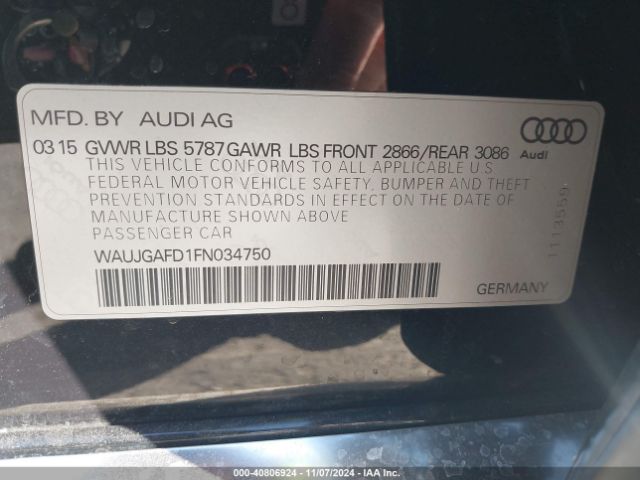 MFD. BY AUDI AG
03 15 GVWR LBS 5787 GAWR LBS FRONT 2866/REAR 3086
Audi
THIS VEHICLE CONFORMS TO ALL APPLICABLE U.S
FEDERAL MOTOR VEHICLE SAFETY, BUMPER AND THEFT
PREVENTION STANDARDS IN EFFECT ON THE DATE OF
MANUFACTURE SHOWN ABOVE
PASSENGER CAR
WAUJGAFD1FN034750
GERMANY
1113559
000-40806924 - 11/07/2024 - IAA Inc.